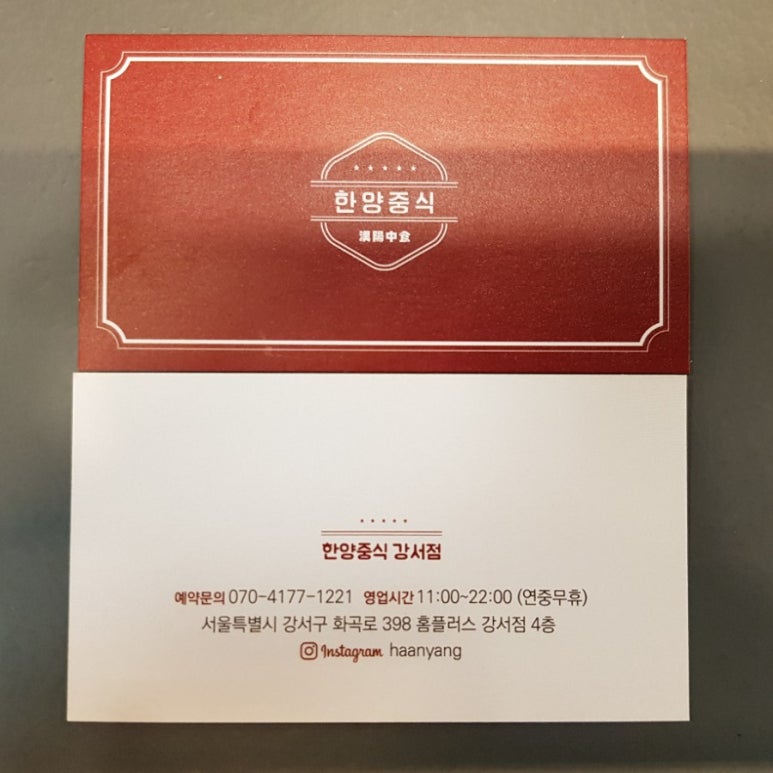 한양중식
漢陽中食
한양중식 강서점
예약문의 070-4177-1221 영업시간 11:00~22:00 (연중무휴)
서울특별시 강서구 화곡로 398 홈플러스 강서점 4층
Instagram haanyang